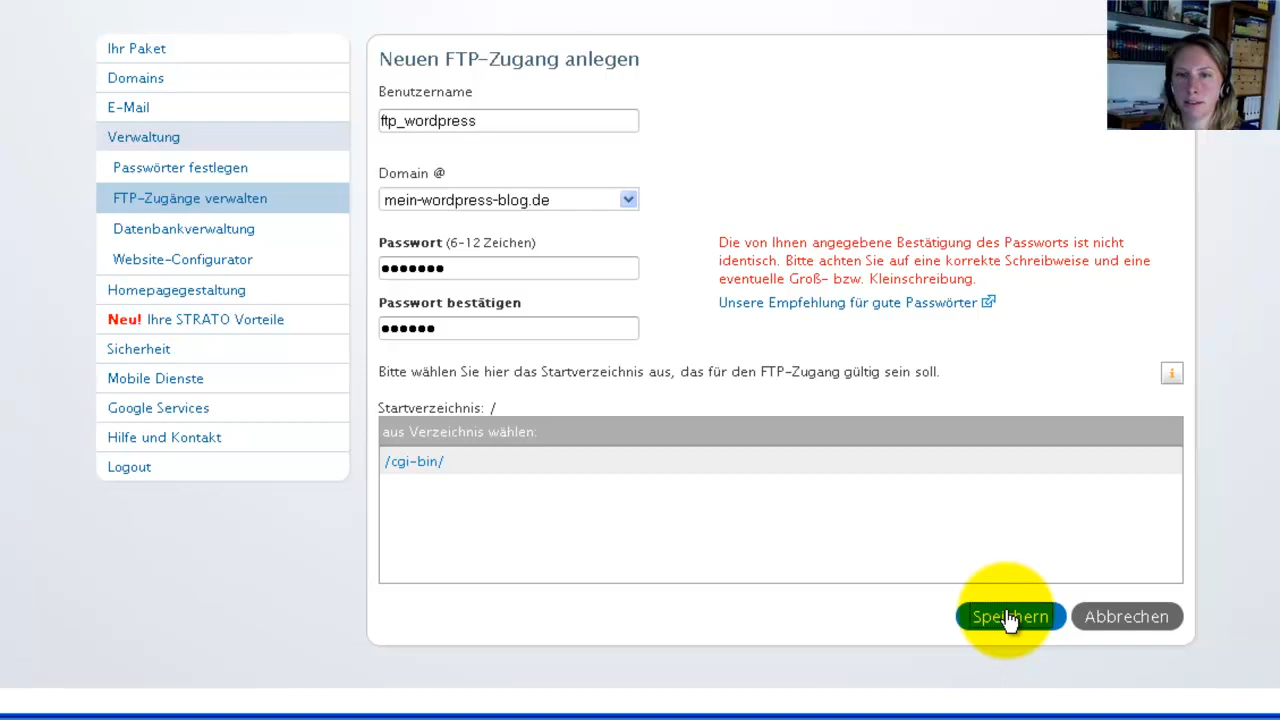 Ihr Paket
Domains
E-Mail
Verwaltung
Passwörter festlegen
FTP-Zugänge verwalten
Datenbankverwaltung
Website-Configurator
Homepagegestaltung
Neu! Ihre STRATO Vorteile
Sicherheit
Mobile Dienste
Google Services
Hilfe und Kontakt
Logout
Neuen FTP-Zugang anlegen
Benutzername
ftp_wordpress
Domain @
mein-wordpress-blog.de
Passwort (6-12 Zeichen)
●●●●●●●
Passwort bestätigen
●●●●●●
Die von Ihnen angegebene Bestätigung des Passworts ist nicht
identisch. Bitte achten Sie auf eine korrekte Schreibweise und eine
eventuelle Groß- bzw. Kleinschreibung.
Unsere Empfehlung für gute Passwörter
Bitte wählen Sie hier das Startverzeichnis aus, das für den FTP-Zugang gültig sein soll.
i
Startverzeichnis: /
aus Verzeichnis wählen:
/cgi-bin/
Speichern
Abbrechen